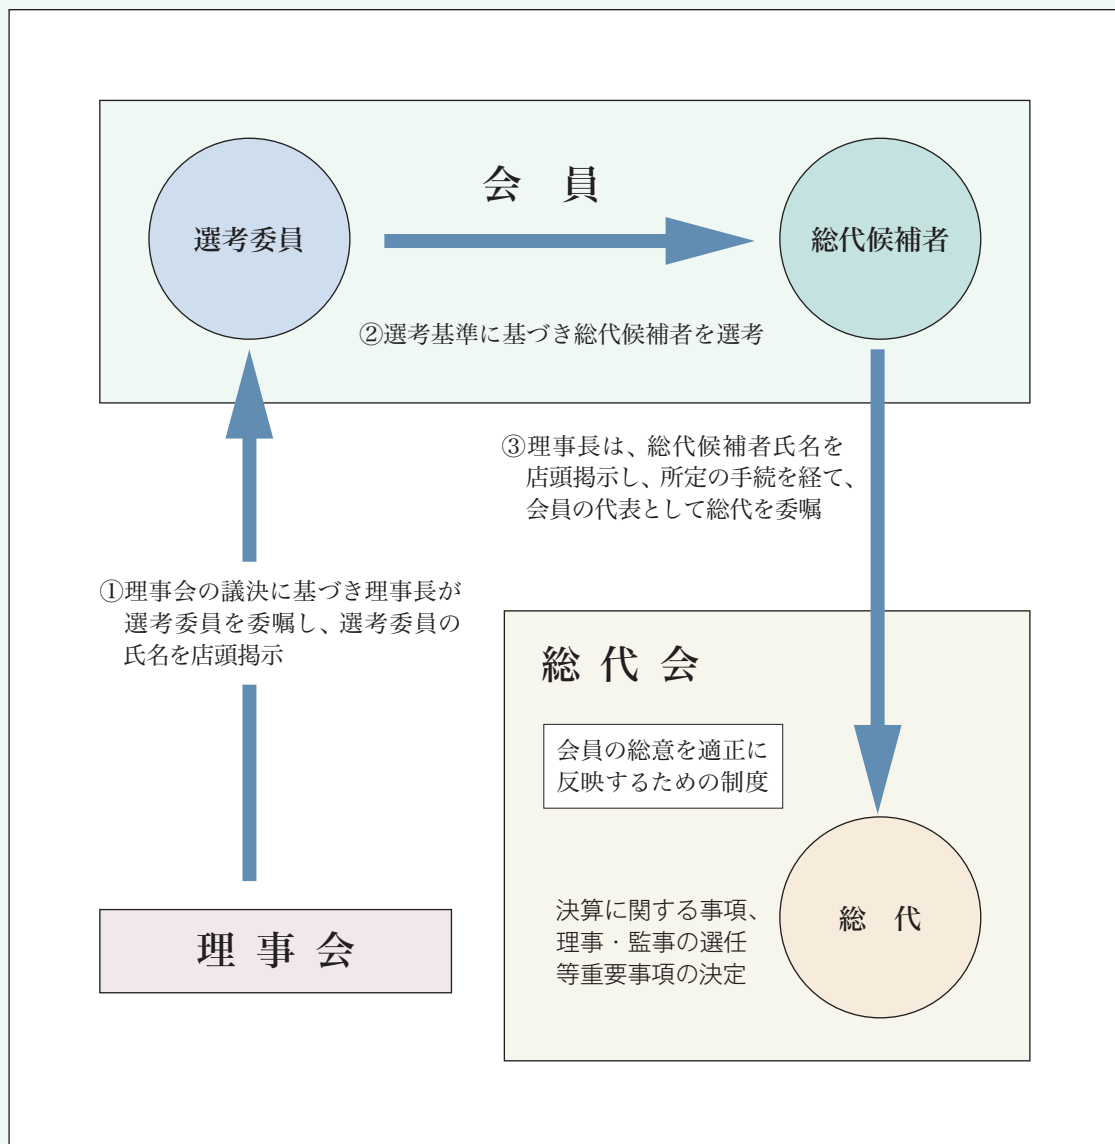 会 員
選考委員
総代候補者
②選考基準に基づき総代候補者を選考
③理事長は、総代候補者氏名を
店頭掲示し、所定の手続を経て、
会員の代表として総代を委嘱
①理事会の議決に基づき理事長が
選考委員を委嘱し、選考委員の
氏名を店頭掲示
総代会
会員の総意を適正に
反映するための制度
決算に関する事項、
理事・監事の選任
等重要事項の決定
総 代
理事会